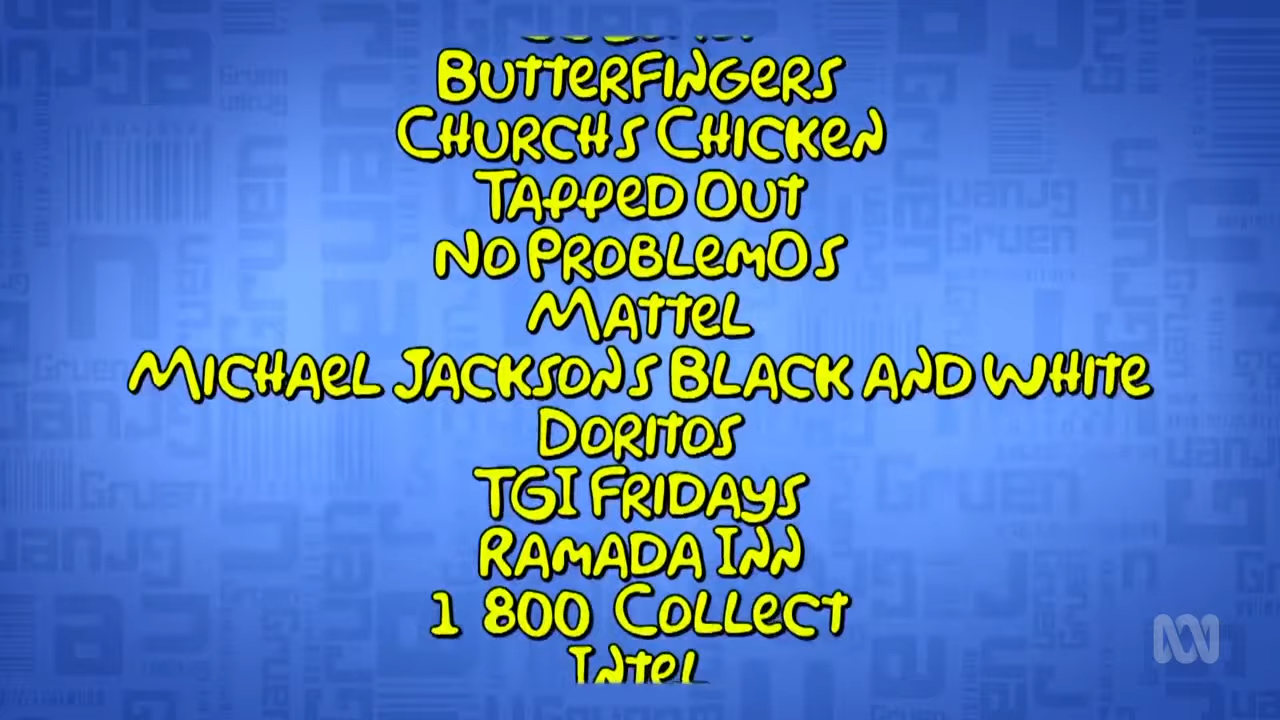 BUTTERFINGERS
CHURCHS CHICKEN
TAPPED OUT
NO PROBLEMOS
MATTEL
MICHAEL JACKSONS BLACK AND WHITE
DORITOS
TGI FRIDAYS
RAMADA INN
1 800 COLLECT
INTEL